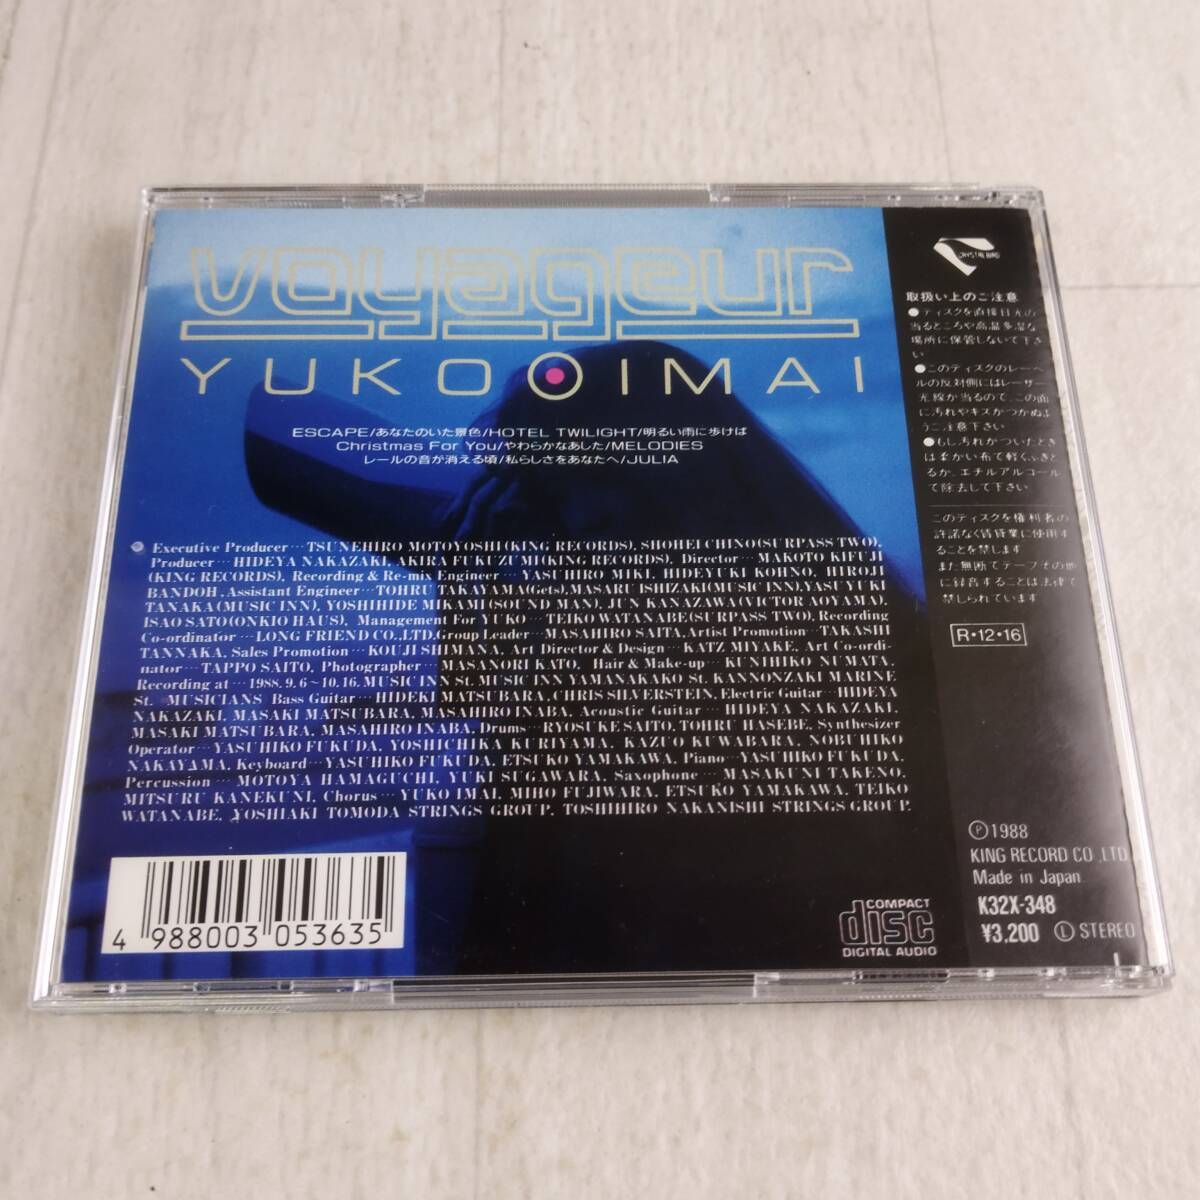 voyageur
YUKO IMAI
ESCAPE/あなたのいた景色/HOTEL TWILIGHT/明るい雨に歩けば
Christmas For You/やわらかなあした/MELODIES
レールの音が消える頃/私らしさをあなたへ/JULIA
Executive Producer…TSUNEHIRO MOTOYOSHI(KING RECORDS), SHOHEI CHINO(SURPASS TWO),
Producer…HIDEYA NAKAZAKI, AKIRA FUKUZUMI(KING RECORDS), Director…MAKOTO KIFUJI
(KING RECORDS), Recording & Re-mix Engineer…YASUHIRO MIKI, HIDEYUKI KOHNO, HIROJI
BANDOH, Assistant Engineer…TOHRU TAKAYAMA(Gets), MASARU ISHIZAKI(MUSIC INN), YASUYUKI
TANAKA(MUSIC INN), YOSHIHIDE MIKAMI(SOUND MAN), JUN KANAZAWA(VICTOR AOYAMA),
ISAO SATO(ONKIO HAUS), Management For YUKO…TEIKO WATANABE(SURPASS TWO), Recording
Co-ordinator…LONG FRIEND CO.,LTD. Group Leader…MASAHIRO SAITA, Artist Promotion…TAKASHI
TANNAKA, Sales Promotion…KOUJI SHIMANA, Art Director & Design…KATZ MIYAKE, Art Co-ordi-
nator…TAPPO SAITO, Photographer…MASANORI KATO, Hair & Make-up…KUNIHIKO NUMATA,
Recording at…1988.9.6~10.16. MUSIC INN St. MUSIC INN YAMANAKAKO St. KANNONZAKI MARINE
St. MUSICIANS Bass Guitar…HIDEKI MATSUBARA, CHRIS SILVERSTEIN, Electric Guitar…HIDEYA
NAKAZAKI, MASAKI MATSUBARA, MASAHIRO INABA, Acoustic Guitar…HIDEYA NAKAZAKI,
MASAKI MATSUBARA, MASAHIRO INABA, Drums…RYOSUKE SAITO, TOHRU HASEBE, Synthesizer
Operator…YASUHIKO FUKUDA, YOSHICHIKA KURIYAMA, KAZUO KUWABARA, NOBUHIKO
NAKAYAMA, Keyboard…YASUHIKO FUKUDA, ETSUKO YAMAKAWA, Piano…YASUHIKO FUKUDA,
Percussion…MOTOYA HAMAGUCHI, YUKI SUGAWARA, Saxophone…MASAKUNI TAKENO,
MITSURU KANEKUNI, Chorus…YUKO IMAI, MIHO FUJIWARA, ETSUKO YAMAKAWA, TEIKO
WATANABE, YOSHIAKI TOMODA STRINGS GROUP, TOSHIHIRO NAKANISHI STRINGS GROUP.
4 988003 053635
COMPACT
disc
DIGITAL AUDIO
CRYSTAL BIRD
取扱い上のご注意
●ディスクを直接日光の
当るところや高温多湿な
場所に保管しないで下さ
い
●このディスクのレーベ
ルの反対側にはレーザー
光線が当るので、この面
に汚れやキズがつかぬよ
うご注意下さい
●もし汚れがついたとき
は柔かい布で軽くふきと
るか、エチルアルコール
で除去して下さい
このディスクを権利者の
許諾なく賃貸業に使用す
ることを禁じます
また無断でテープその他
に録音することは法律で
禁じられています
R・12・16
Ⓟ1988
KING RECORD CO.,LTD.
Made in Japan
K32X-348
¥3,200 Ⓛ STEREO